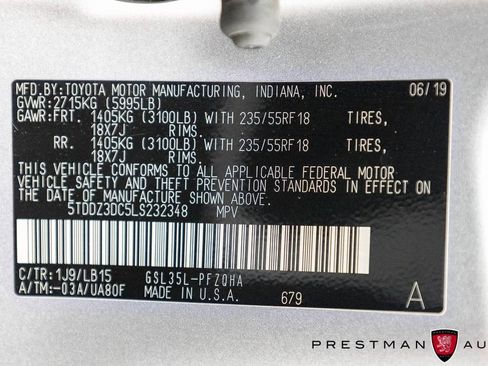 MFD.BY:TOYOTA MOTOR MANUFACTURING, INDIANA, INC. 06/19
GVWR:2715KG (5995LB)
GAWR:FRT. 1405KG (3100LB) WITH 235/55RF18 TIRES,
18X7J RIMS.
RR. 1405KG (3100LB) WITH 235/55RF18 TIRES,
18X7J RIMS.
THIS VEHICLE CONFORMS TO ALL APPLICABLE FEDERAL MOTOR
VEHICLE SAFETY AND THEFT PREVENTION STANDARDS IN EFFECT ON
THE DATE OF MANUFACTURE SHOWN ABOVE.
5TDDZ3DC5LS232348 MPV
C/TR:1J9/LB15 GSL35L-PFZQHA
A/TM:-03A/UA80F MADE IN U.S.A. 679 A
PRESTMAN AU